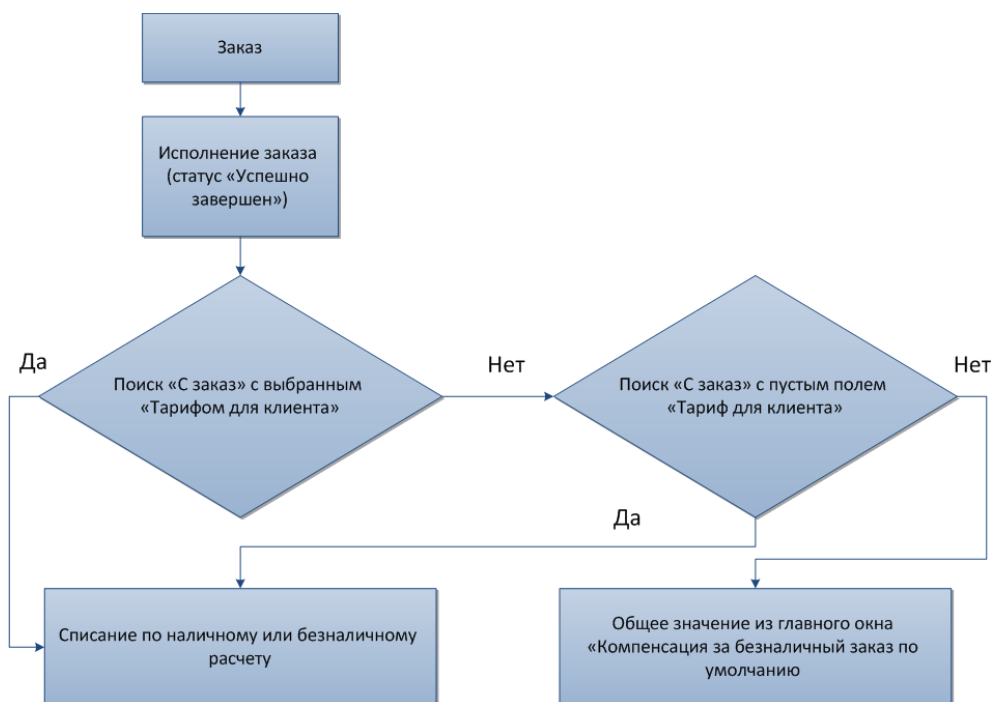 Заказ
Исполнение заказа
(статус «Успешно
завершен»)
Да
Нет
Нет
Поиск «С заказ» с выбранным
«Тарифом для клиента»
Поиск «С заказ» с пустым полем
«Тариф для клиента»
Да
Списание по наличному или безналичному
расчету
Общее значение из главного окна
«Компенсация за безналичный заказ по
умолчанию